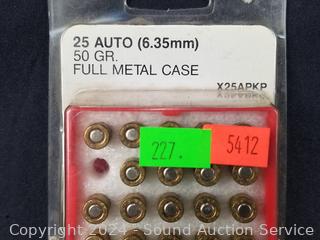 25 AUTO (6.35mm)
50 GR.
FULL METAL CASE
X25APKP
227.
5412
Copyright 2024 - Sound Auction Service